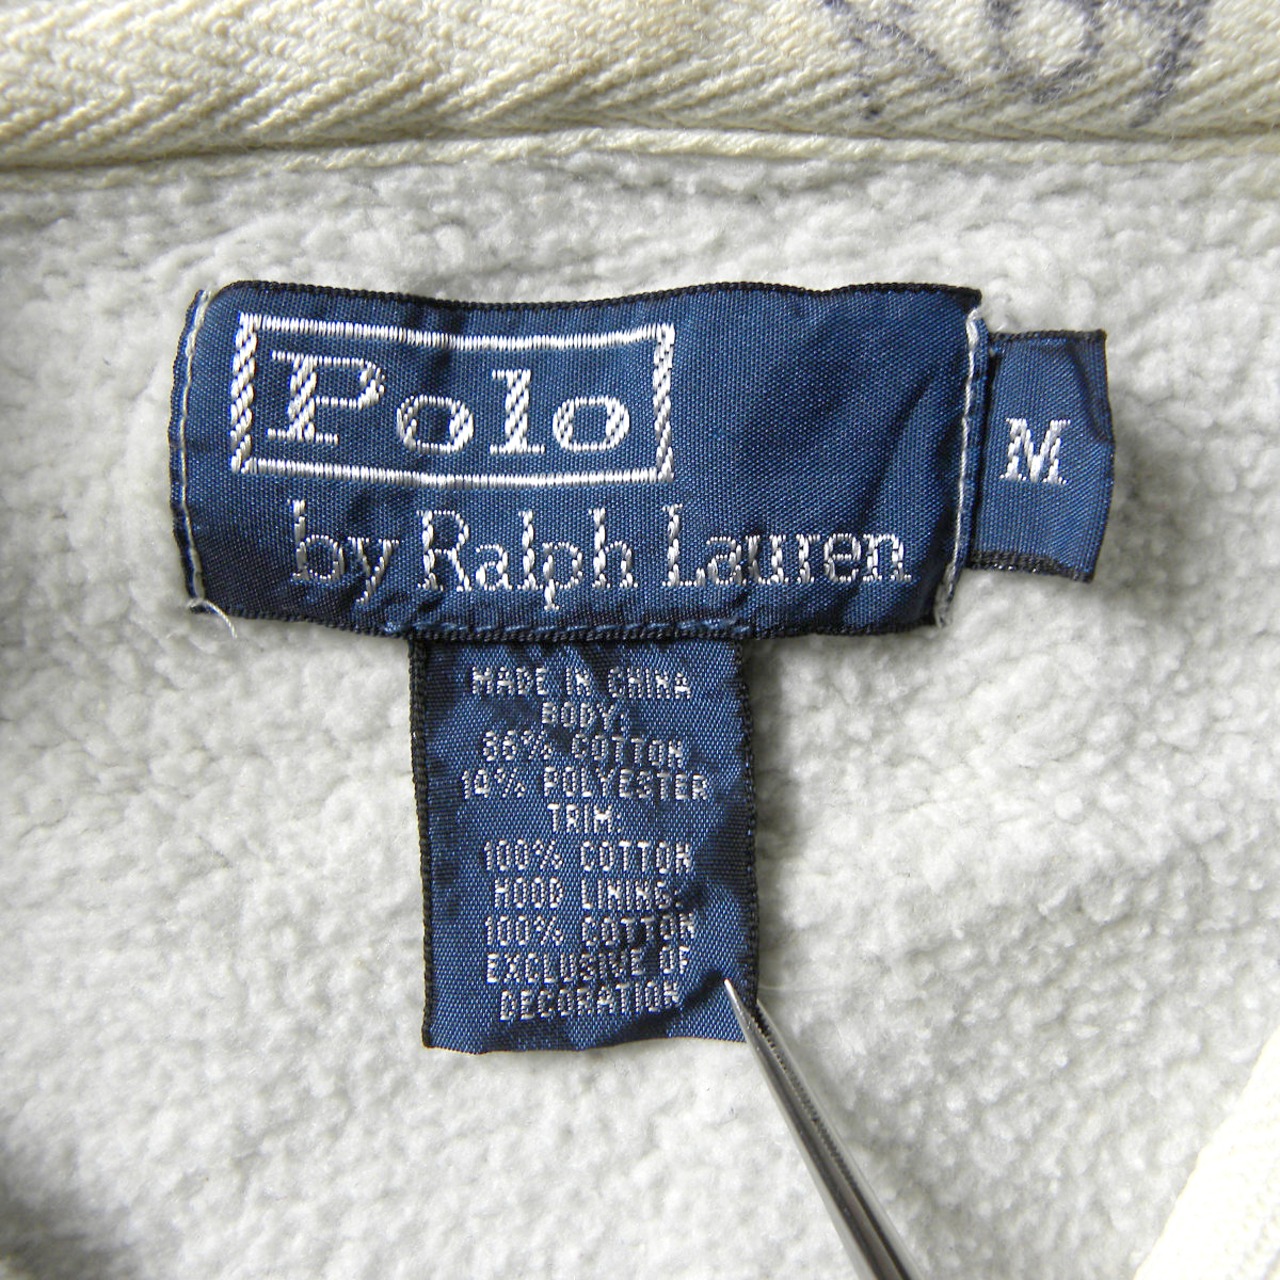 Polo
by Ralph Lauren
M
MADE IN CHINA
BODY:
86% COTTON
14% POLYESTER
TRIM:
100% COTTON
HOOD LINING:
100% COTTON
EXCLUSIVE OF
DECORATION